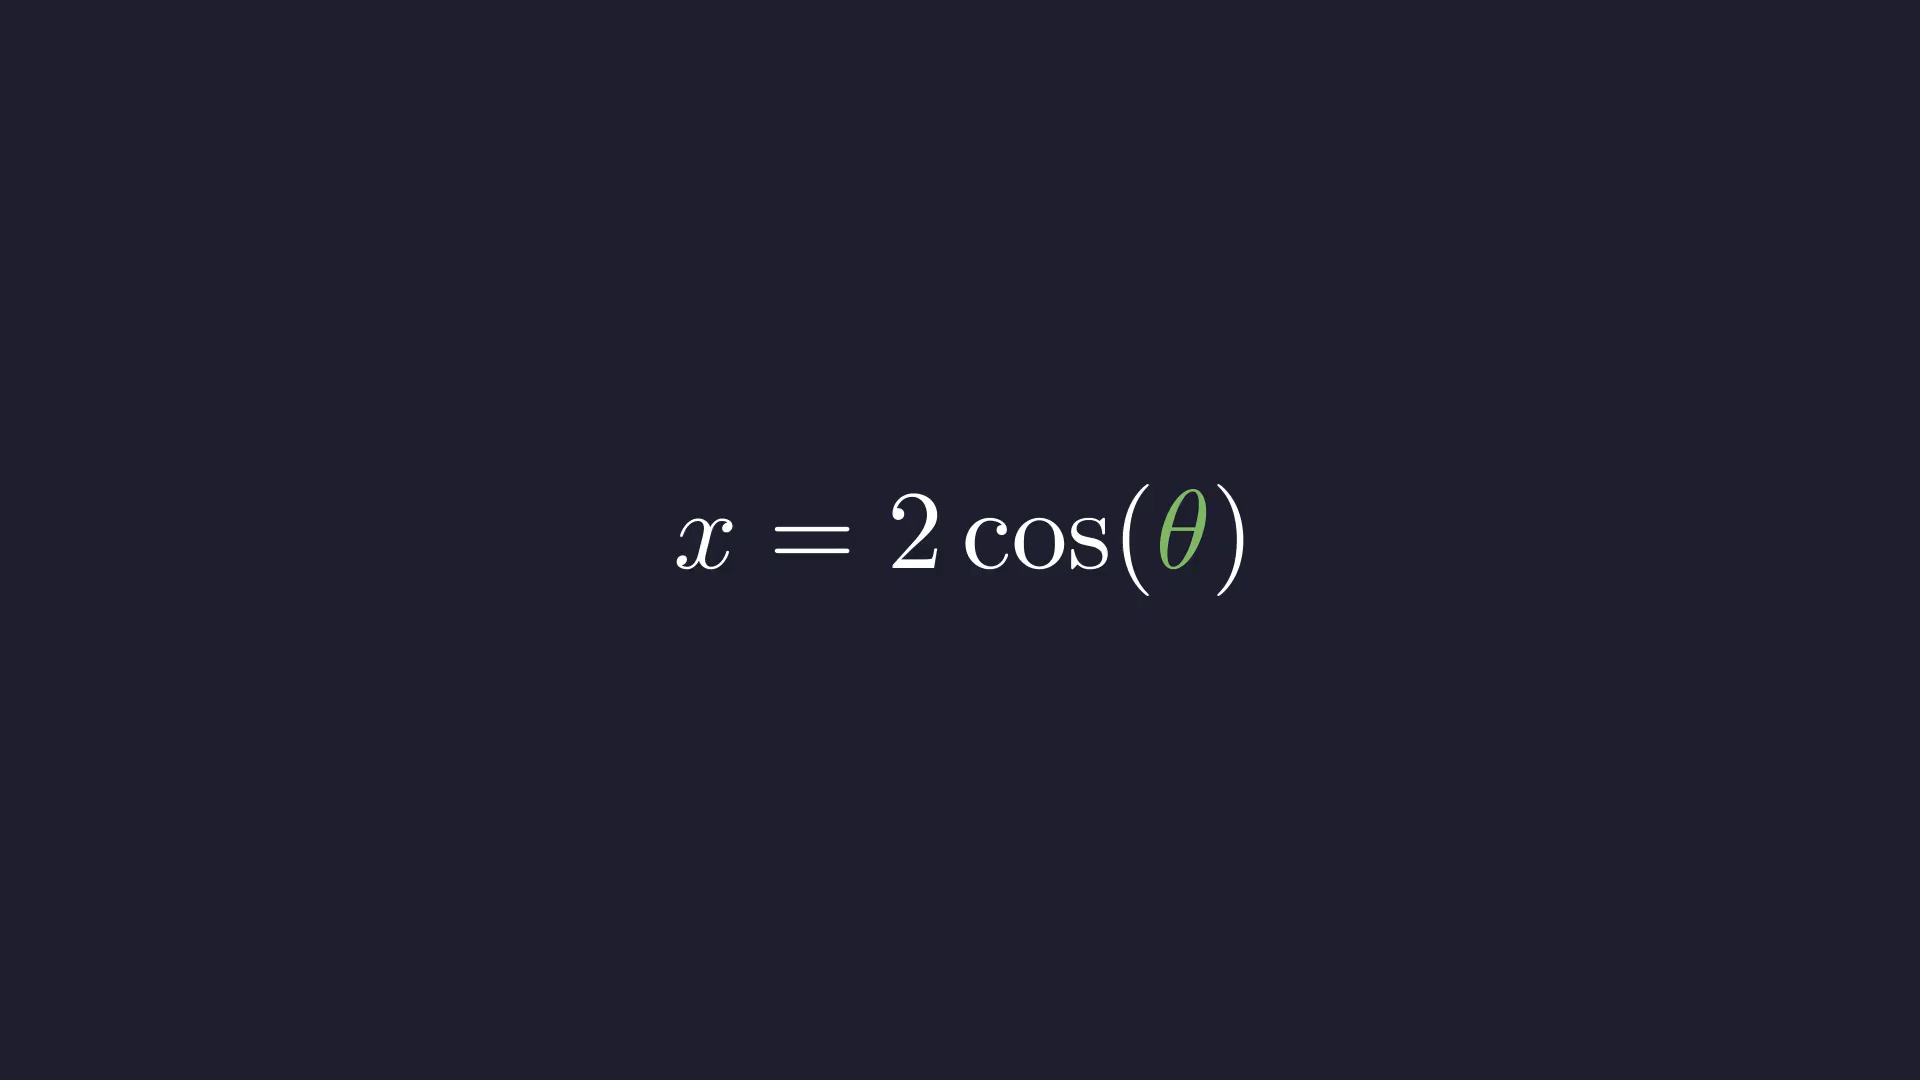 x = 2 cos(θ)